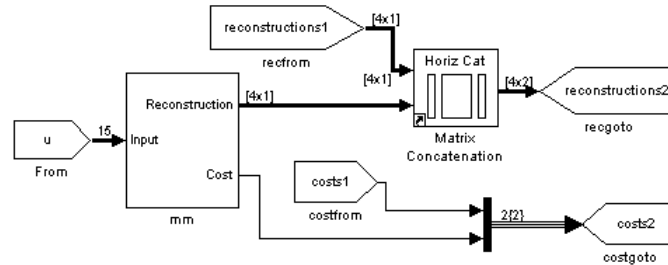 reconstructions1
[4x1]
recfrom
[4x1]
Horiz Cat
Matrix
Concatenation
[4x2]
reconstructions2
recgoto
u
From
15
Input
Reconstruction
Cost
mm
[4x1]
costs1
costfrom
2{2}
costs2
costgoto